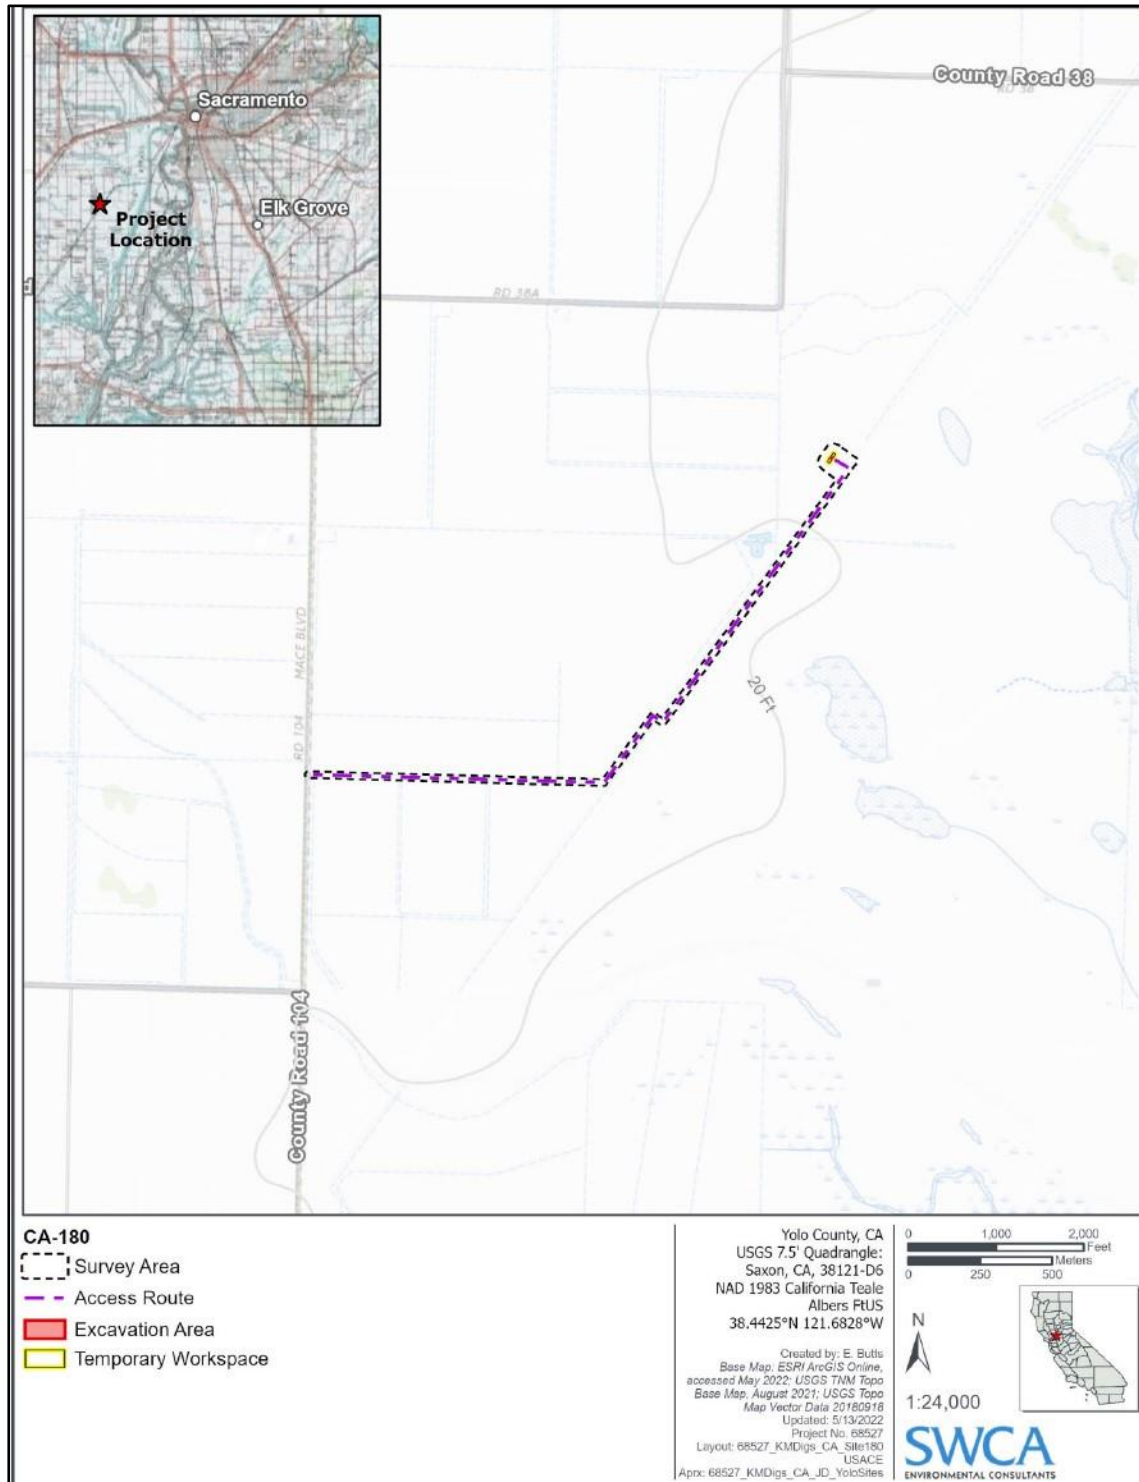 Sacramento
Elk Grove
Project
Location
County Road 38
RD 38
RD 38A
MACE BLVD
RD 104
20 Ft
County Road 104
CA-180
Survey Area
Access Route
Excavation Area
Temporary Workspace
Yolo County, CA
USGS 7.5' Quadrangle:
Saxon, CA, 38121-D6
NAD 1983 California Teale
Albers FtUS
38.4425°N 121.6828°W
Created by: E. Butts
Base Map: ESRI ArcGIS Online,
accessed May 2022; USGS TNM Topo
Base Map, August 2021; USGS Topo
Map Vector Data 20180918
Updated: 5/13/2022
Project No. 68527
Layout: 68527_KMDigs_CA_Site180
USACE
Aprx: 68527_KMDigs_CA_JD_YoloSites
0 1,000 2,000
Feet
Meters
0 250 500
N
1:24,000
SWCA
ENVIRONMENTAL CONSULTANTS